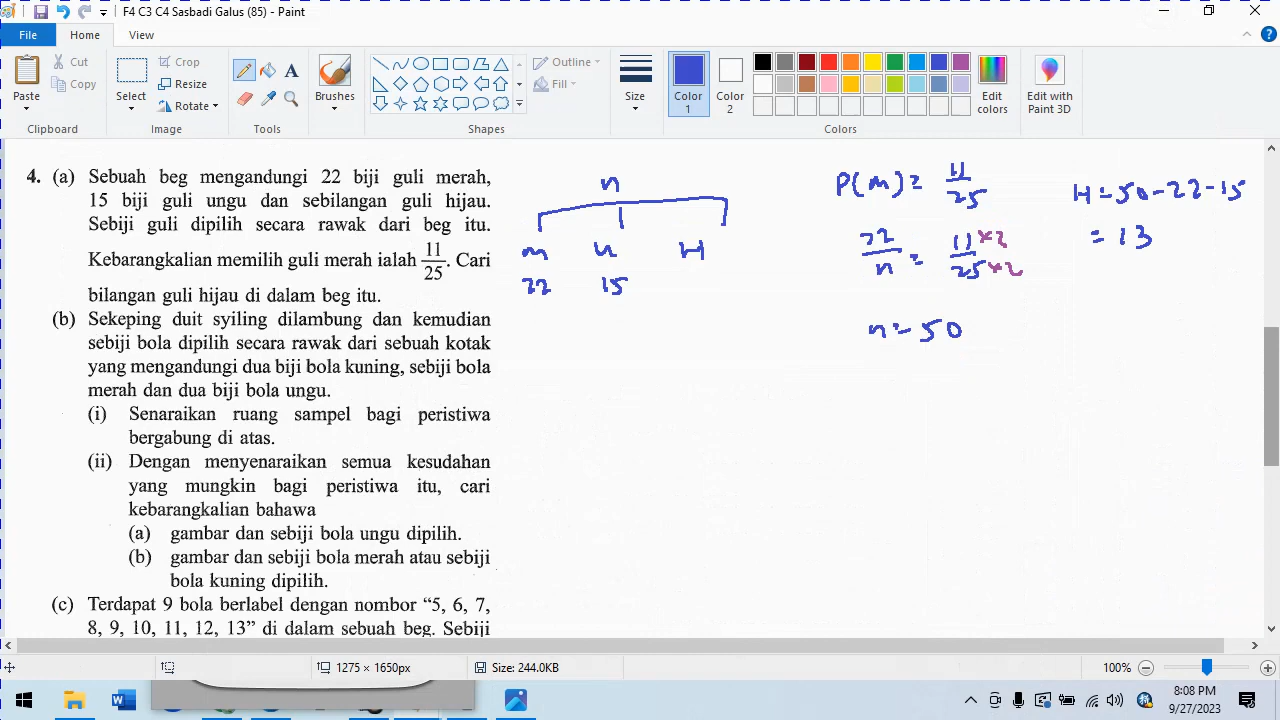 F4 C3 C4 Sasbadi Galus (85) - Paint
File Home View
Paste
Cut
Copy
Clipboard
Select
Crop
Resize
Rotate
Image
A
Tools
Brushes
Outline
Fill
Shapes
Size
Color 1
Color 2
Edit colors
Edit with Paint 3D
Colors
4. (a) Sebuah beg mengandungi 22 biji guli merah,
15 biji guli ungu dan sebilangan guli hijau.
Sebiji guli dipilih secara rawak dari beg itu.
Kebarangkalian memilih guli merah ialah 11/25. Cari
bilangan guli hijau di dalam beg itu.
(b) Sekeping duit syiling dilambung dan kemudian
sebiji bola dipilih secara rawak dari sebuah kotak
yang mengandungi dua biji bola kuning, sebiji bola
merah dan dua biji bola ungu.
(i) Senaraikan ruang sampel bagi peristiwa
bergabung di atas.
(ii) Dengan menyenaraikan semua kesudahan
yang mungkin bagi peristiwa itu, cari
kebarangkalian bahawa
(a) gambar dan sebiji bola ungu dipilih.
(b) gambar dan sebiji bola merah atau sebiji
bola kuning dipilih.
(c) Terdapat 9 bola berlabel dengan nombor “5, 6, 7,
8, 9, 10, 11, 12, 13” di dalam sebuah beg. Sebiji
n
m u H
22 15
P(m) = 11/25
22/n = 11×2/25×2
n = 50
H = 50 - 22 - 15
= 13
1275 × 1650px
Size: 244.0KB
100%
8:08 PM
9/27/2023